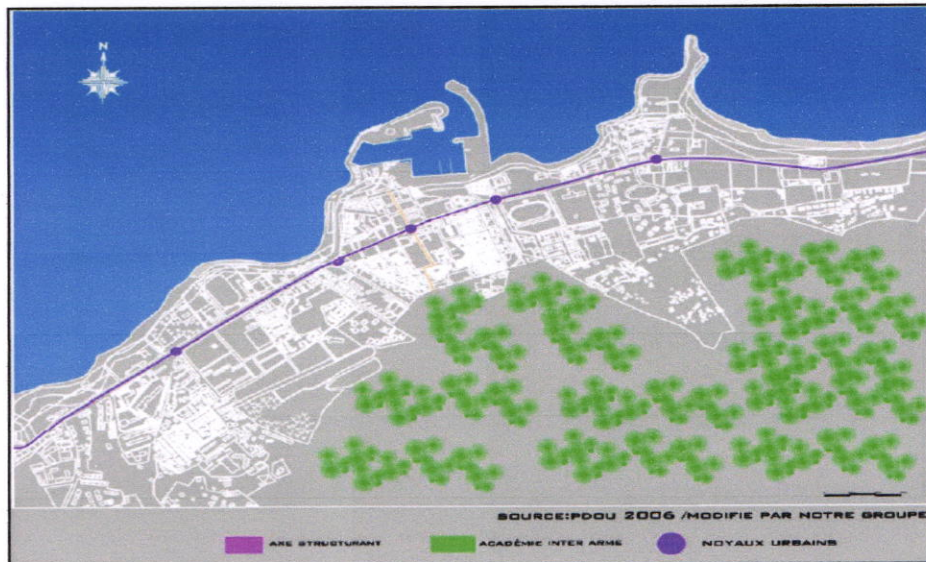 N
SOURCE:PDOU 2006 /MODIFIE PAR NOTRE GROUPE
AXE STRUCTURANT
ACADÉMIE INTER ARME
NOYAUX URBAINS